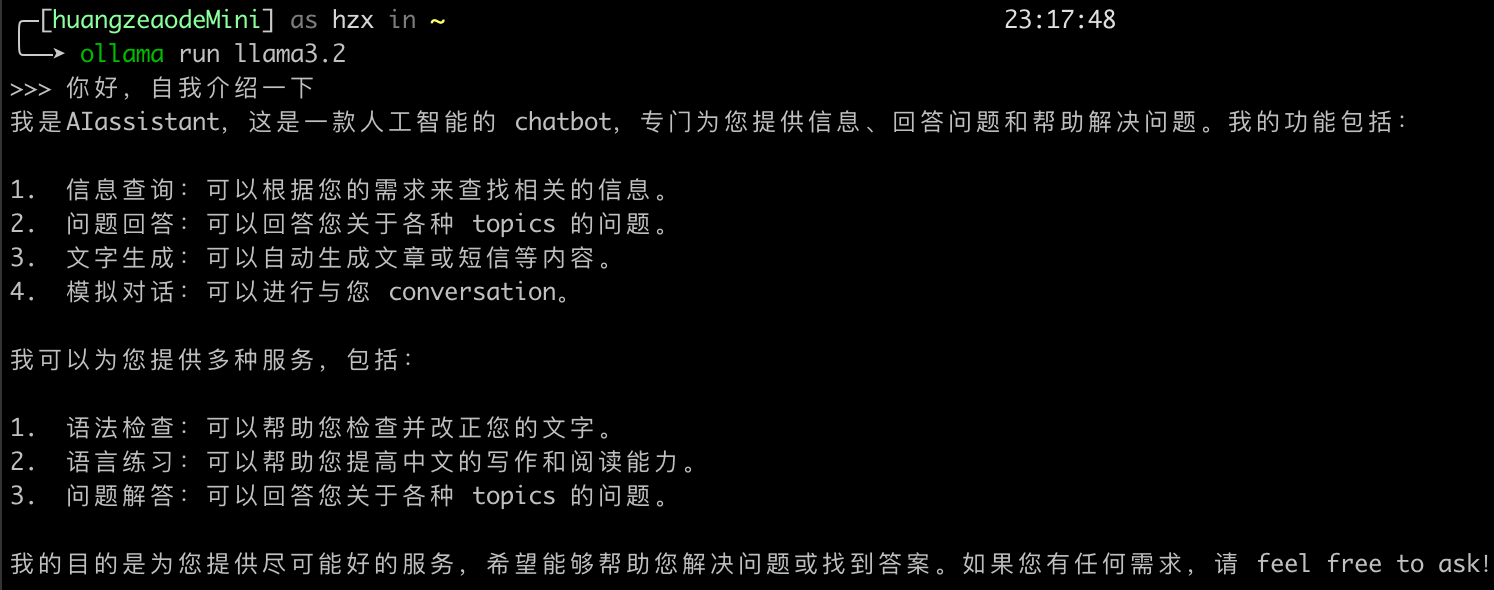 [huangzeaodeMini] as hzx in ~ 23:17:48
ollama run llama3.2
>>> 你好，自我介绍一下
我是AIassistant，这是一款人工智能的 chatbot，专门为您提供信息、回答问题和帮助解决问题。我的功能包括：
1. 信息查询：可以根据您的需求来查找相关的信息。
2. 问题回答：可以回答您关于各种 topics 的问题。
3. 文字生成：可以自动生成文章或短信等内容。
4. 模拟对话：可以进行与您 conversation。
我可以为您提供多种服务，包括：
1. 语法检查：可以帮助您检查并改正您的文字。
2. 语言练习：可以帮助您提高中文的写作和阅读能力。
3. 问题解答：可以回答您关于各种 topics 的问题。
我的目的是为您提供尽可能好的服务，希望能够帮助您解决问题或找到答案。如果您有任何需求，请 feel free to ask!